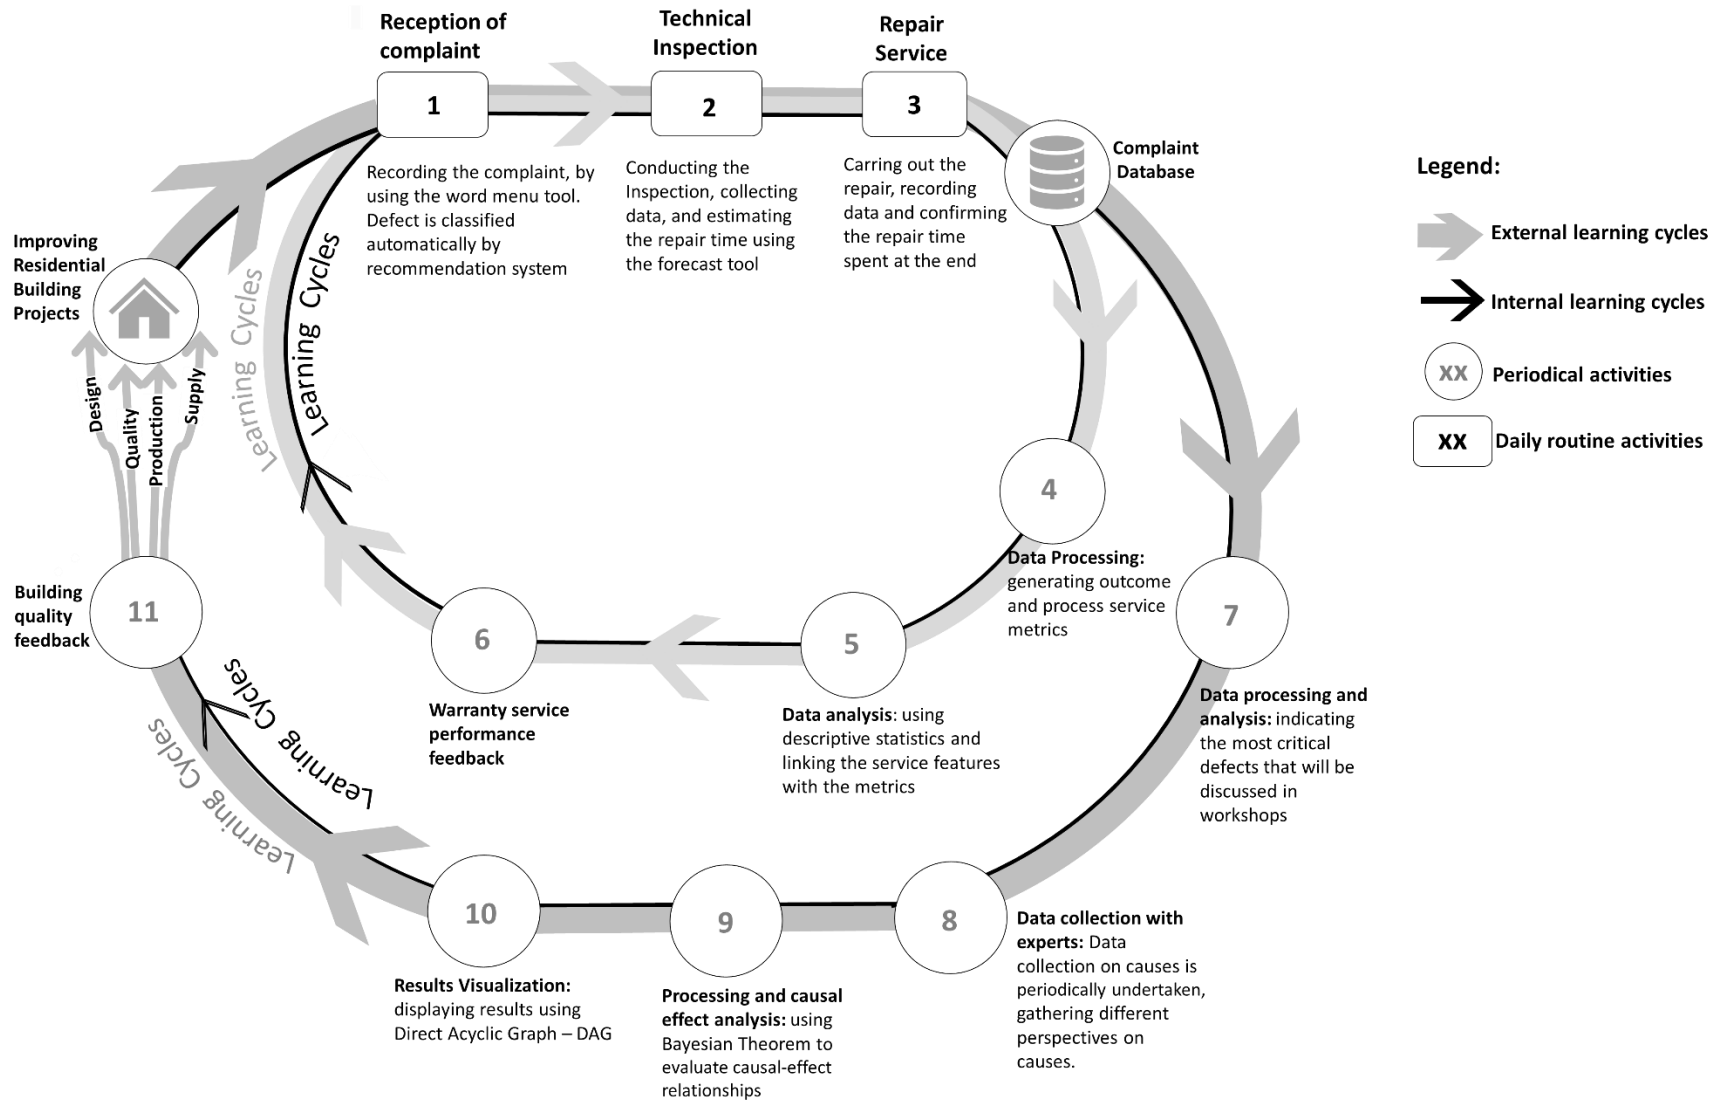 Reception of
complaint
Technical
Inspection
Repair
Service
1
2
3
Recording the complaint, by
using the word menu tool.
Defect is classified
automatically by
recommendation system
Conducting the
Inspection, collecting
data, and estimating
the repair time using
the forecast tool
Carring out the
repair, recording
data and confirming
the repair time
spent at the end
Complaint
Database
Improving
Residential
Building
Projects
Design
Quality
Production
Supply
Learning Cycles
Learning Cycles
4
Data Processing:
generating outcome
and process service
metrics
5
Data analysis: using
descriptive statistics and
linking the service features
with the metrics
6
Warranty service
performance
feedback
7
Data processing and
analysis: indicating
the most critical
defects that will be
discussed in
workshops
8
Data collection with
experts: Data
collection on causes is
periodically undertaken,
gathering different
perspectives on
causes.
9
Processing and causal
effect analysis: using
Bayesian Theorem to
evaluate causal-effect
relationships
10
Results Visualization:
displaying results using
Direct Acyclic Graph – DAG
11
Building
quality
feedback
Learning Cycles
Learning Cycles
Legend:
External learning cycles
Internal learning cycles
XX Periodical activities
XX Daily routine activities